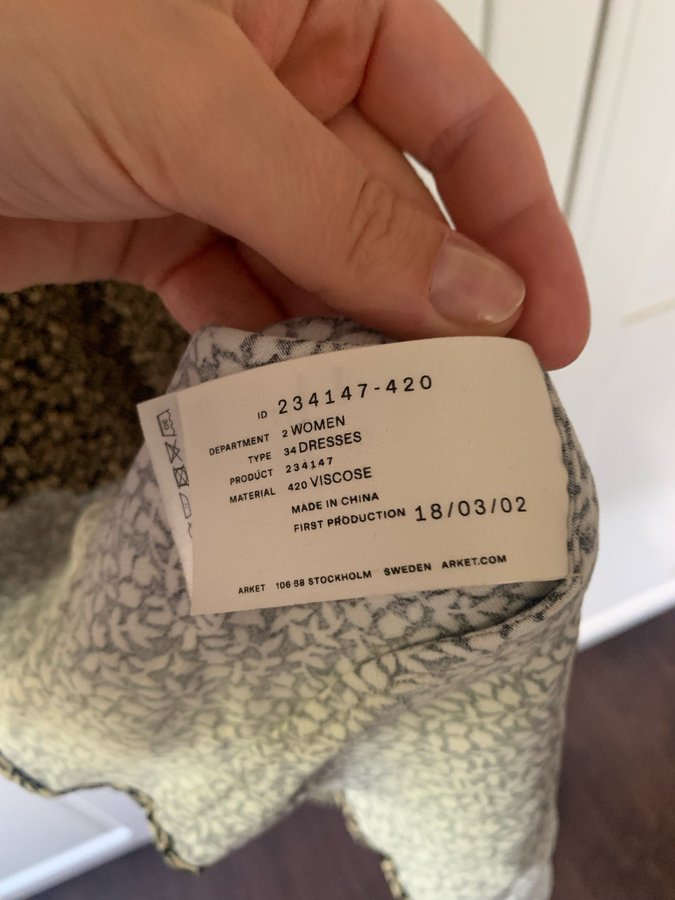 ID 234147-420
DEPARTMENT 2 WOMEN
TYPE 34 DRESSES
PRODUCT 234147
MATERIAL 420 VISCOSE
MADE IN CHINA
FIRST PRODUCTION 18/03/02
ARKET 106 68 STOCKHOLM SWEDEN ARKET.COM